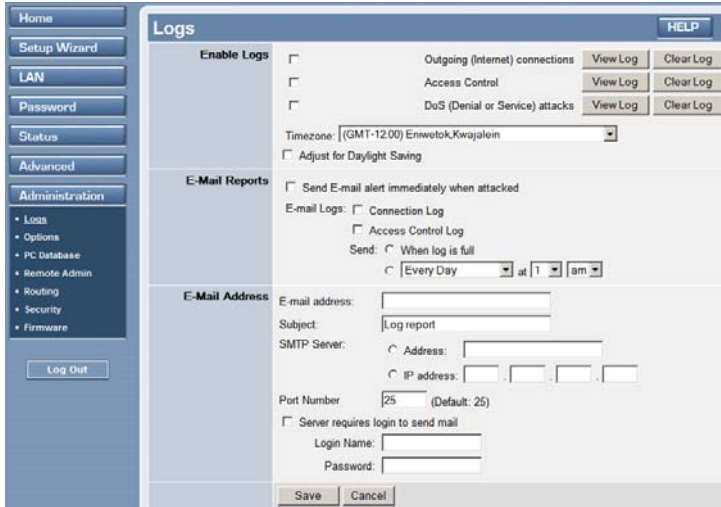 Home
Setup Wizard
LAN
Password
Status
Advanced
Administration
• Logs
• Options
• PC Database
• Remote Admin
• Routing
• Security
• Firmware
Log Out
Logs
HELP
Enable Logs
Outgoing (Internet) connections View Log Clear Log
Access Control View Log Clear Log
DoS (Denial or Service) attacks View Log Clear Log
Timezone: (GMT-12:00) Eniwetok,Kwajalein
Adjust for Daylight Saving
E-Mail Reports
Send E-mail alert immediately when attacked
E-mail Logs: Connection Log
Access Control Log
Send: When log is full
Every Day at 1 am
E-Mail Address
E-mail address:
Subject: Log report
SMTP Server: Address:
IP address: . . .
Port Number 25 (Default: 25)
Server requires login to send mail
Login Name:
Password:
Save Cancel